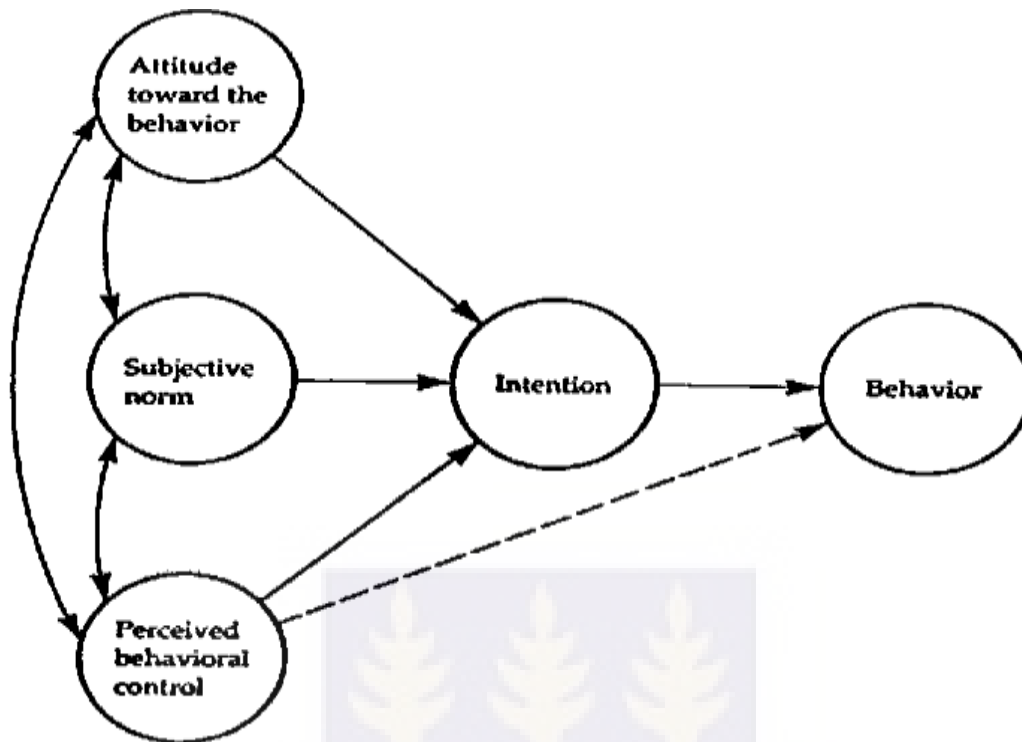 Attitude
toward the
behavior
Subjective
norm
Intention
Behavior
Perceived
behavioral
control